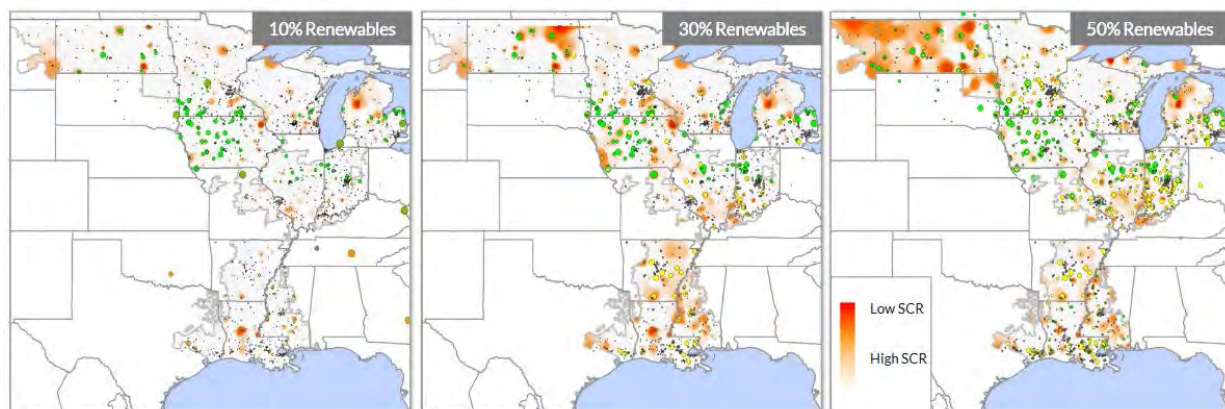 10% Renewables
30% Renewables
50% Renewables
Low SCR
High SCR